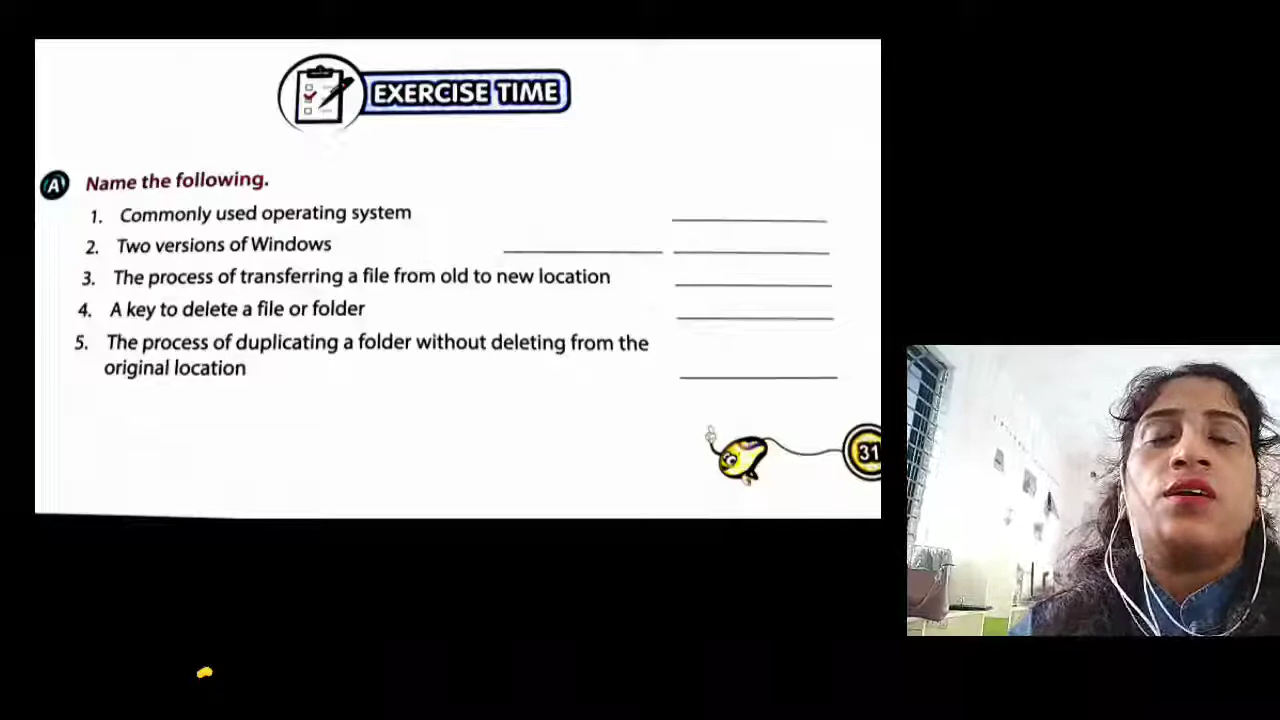 EXERCISE TIME
A Name the following.
1. Commonly used operating system
2. Two versions of Windows
3. The process of transferring a file from old to new location
4. A key to delete a file or folder
5. The process of duplicating a folder without deleting from the
original location
31